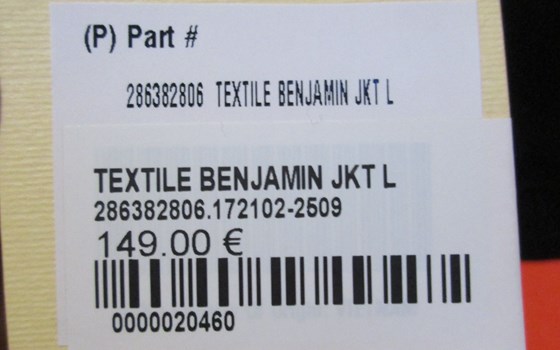 (P) Part #
286382806 TEXTILE BENJAMIN JKT L
TEXTILE BENJAMIN JKT L
286382806.172102-2509
149.00 €
0000020460